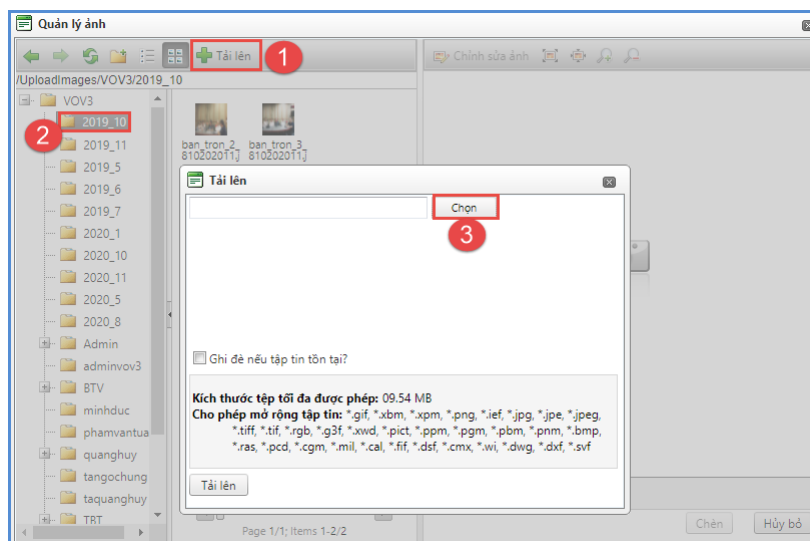 Quản lý ảnh
Tải lên
1
Chỉnh sửa ảnh
/UploadImages/VOV3/2019_10
VOV3
2019_10
2
2019_11
2019_5
2019_6
2019_7
2020_1
2020_10
2020_11
2020_5
2020_8
Admin
adminvov3
BTV
minhduc
phamvantua
quanghuy
tangochung
taquanghuy
TBT
ban_tron_2_
810202011.j
ban_tron_3_
810202011.j
Tải lên
Chọn
3
Ghi đè nếu tập tin tồn tại?
Kích thước tệp tối đa được phép: 09.54 MB
Cho phép mở rộng tập tin: *.gif, *.xbm, *.xpm, *.png, *.ief, *.jpg, *.jpe, *.jpeg,
*.tiff, *.tif, *.rgb, *.g3f, *.xwd, *.pict, *.ppm, *.pgm, *.pbm, *.pnm, *.bmp,
*.ras, *.pcd, *.cgm, *.mil, *.cal, *.fif, *.dsf, *.cmx, *.wi, *.dwg, *.dxf, *.svf
Tải lên
Page 1/1; Items 1-2/2
Chèn
Hủy bỏ